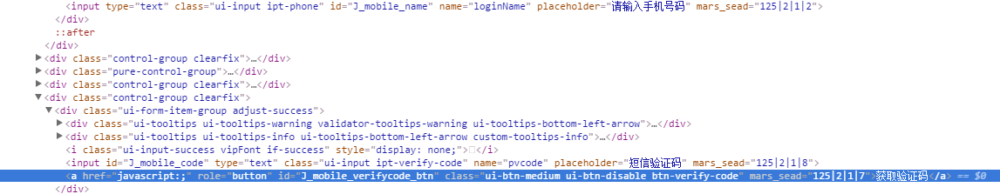 <input type="text" class="ui-input ipt-phone" id="J_mobile_name" name="loginName" placeholder="请输入手机号码" mars_sead="125|2|1|2">
</div>
::after
</div>
▶<div class="control-group clearfix">…</div>
▶<div class="pure-control-group">…</div>
▶<div class="control-group clearfix">…</div>
▼<div class="control-group clearfix">
▼<div class="ui-form-item-group adjust-success">
▶<div class="ui-tooltips ui-tooltips-warning validator-tooltips-warning ui-tooltips-bottom-left-arrow">…</div>
▶<div class="ui-tooltips ui-tooltips-info ui-tooltips-bottom-left-arrow custom-tooltips-info">…</div>
<i class="ui-input-success vipFont if-success" style="display: none;"></i>
<input id="J_mobile_code" type="text" class="ui-input ipt-verify-code" name="pvcode" placeholder="短信验证码" mars_sead="125|2|1|8">
<a href="javascript:;" role="button" id="J_mobile_verifycode_btn" class="ui-btn-medium ui-btn-disable btn-verify-code" mars_sead="125|2|1|7">获取验证码</a> == $0
</div>